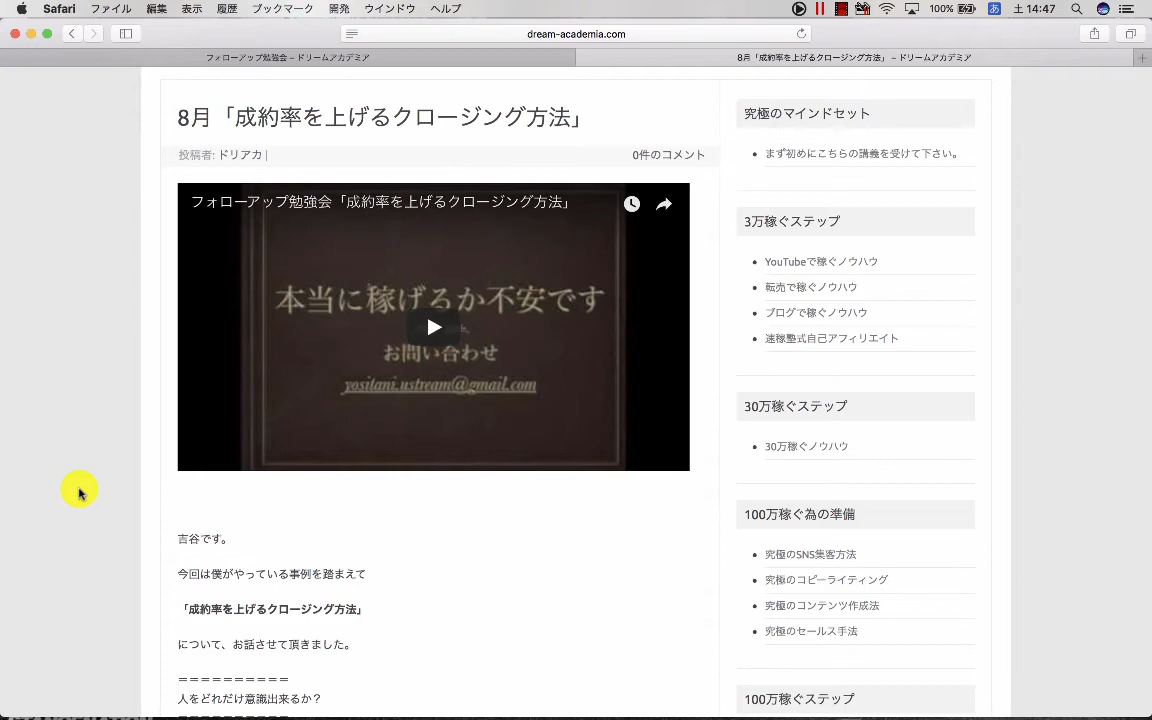 Safari ファイル 編集 表示 履歴 ブックマーク 開発 ウインドウ ヘルプ 100% あ 土 14:47
dream-academia.com
フォローアップ勉強会 – ドリームアカデミア
8月「成約率を上げるクロージング方法」 – ドリームアカデミア
8月「成約率を上げるクロージング方法」
投稿者: ドリアカ |
0件のコメント
フォローアップ勉強会「成約率を上げるクロージング方法」
本当に稼げるか不安です
お問い合わせ
yositani.ustream@gmail.com
吉谷です。
今回は僕がやっている事例を踏まえて
「成約率を上げるクロージング方法」
について、お話させて頂きました。
==========
人をどれだけ意識出来るか？
==========
究極のマインドセット
まず初めにこちらの講義を受けて下さい。
3万稼ぐステップ
YouTubeで稼ぐノウハウ
転売で稼ぐノウハウ
ブログで稼ぐノウハウ
速稼塾式自己アフィリエイト
30万稼ぐステップ
30万稼ぐノウハウ
100万稼ぐ為の準備
究極のSNS集客方法
究極のコピーライティング
究極のコンテンツ作成法
究極のセールス手法
100万稼ぐステップ